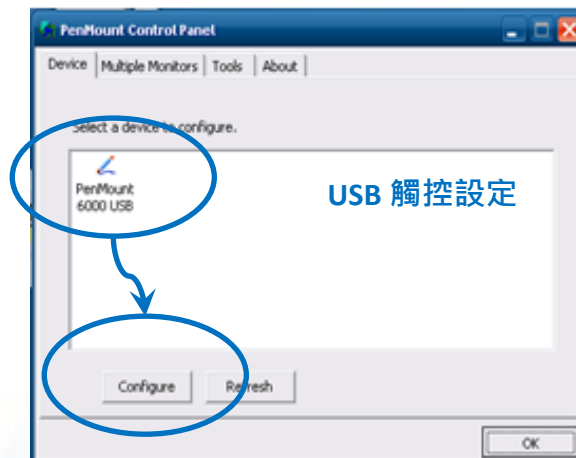 PenMount Control Panel
Device Multiple Monitors Tools About
Select a device to configure.
PenMount
6000 USB
USB 觸控設定
Configure Refresh
OK